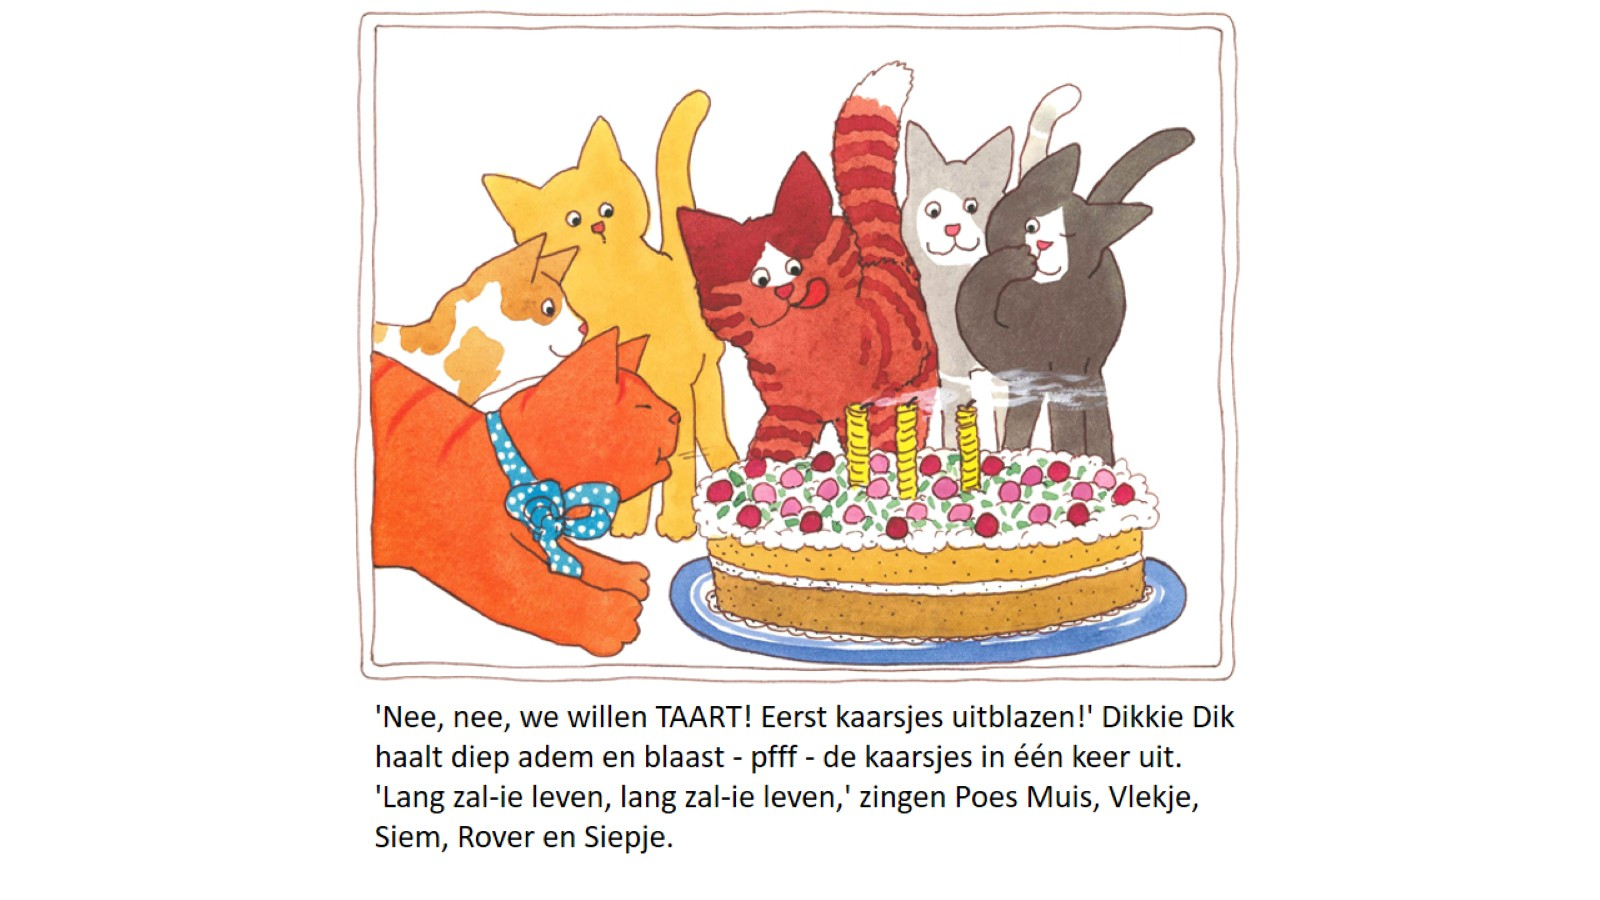 'Nee, nee, we willen TAART! Eerst kaarsjes uitblazen!' Dikkie Dik
haalt diep adem en blaast - pfff - de kaarsjes in één keer uit.
'Lang zal-ie leven, lang zal-ie leven,' zingen Poes Muis, Vlekje,
Siem, Rover en Siepje.